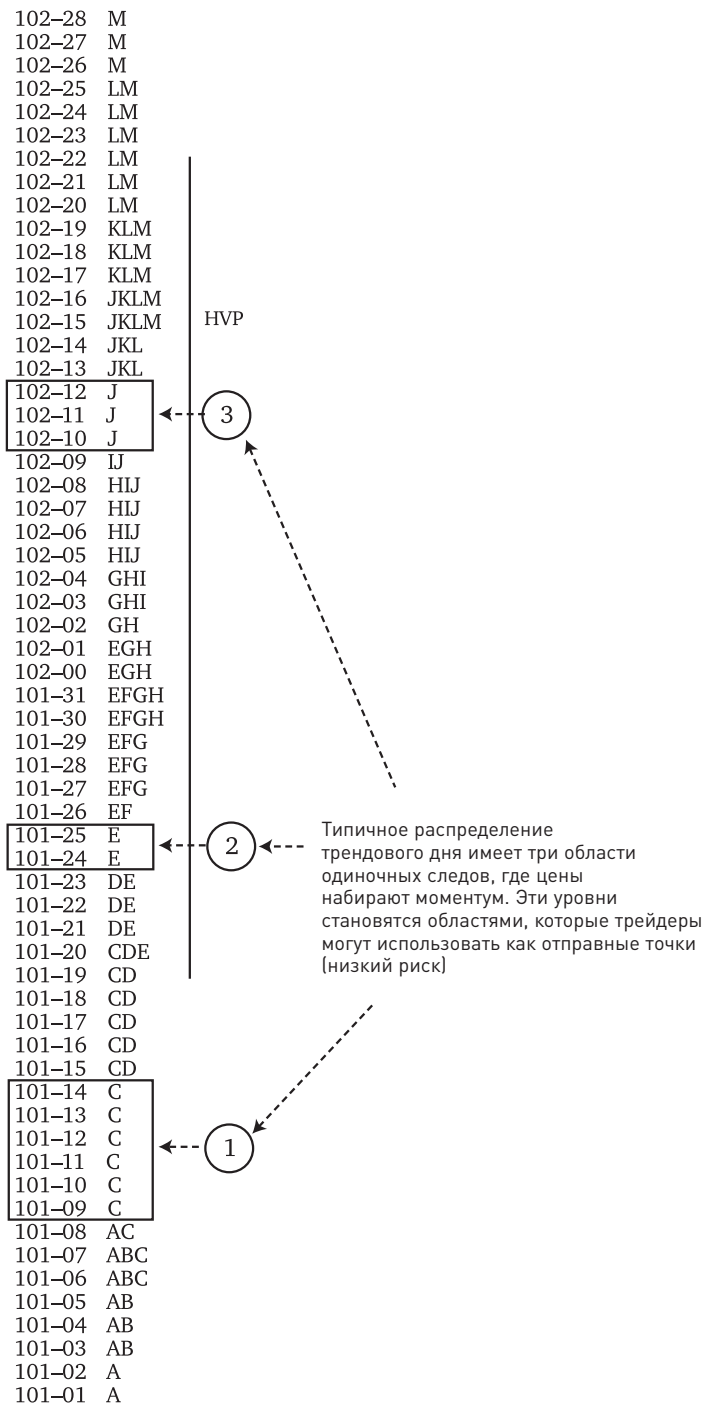 102–28 M
102–27 M
102–26 M
102–25 LM
102–24 LM
102–23 LM
102–22 LM
102–21 LM
102–20 LM
102–19 KLM
102–18 KLM
102–17 KLM
102–16 JKLM
102–15 JKLM
HVP
102–14 JKL
102–13 JKL
102–12 J
102–11 J
3
102–10 J
102–09 IJ
102–08 HIJ
102–07 HIJ
102–06 HIJ
102–05 HIJ
102–04 GHI
102–03 GHI
102–02 GH
102–01 EGH
102–00 EGH
101–31 EFGH
101–30 EFGH
101–29 EFG
101–28 EFG
101–27 EFG
101–26 EF
101–25 E
2
101–24 E
101–23 DE
101–22 DE
101–21 DE
101–20 CDE
101–19 CD
101–18 CD
101–17 CD
101–16 CD
101–15 CD
101–14 C
101–13 C
101–12 C
1
101–11 C
101–10 C
101–09 C
101–08 AC
101–07 ABC
101–06 ABC
101–05 AB
101–04 AB
101–03 AB
101–02 A
101–01 A
Типичное распределение
трендового дня имеет три области
одиночных следов, где цены
набирают моментум. Эти уровни
становятся областями, которые трейдеры
могут использовать как отправные точки
(низкий риск)